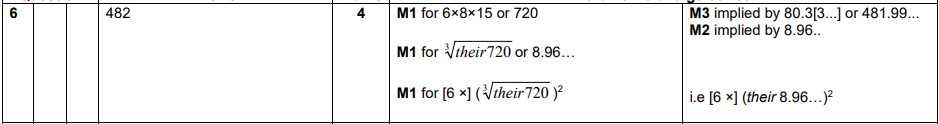 6 482 4 M1 for 6×8×15 or 720 M3 implied by 80.3[3...] or 481.99...
M2 implied by 8.96..
M1 for ∛their720 or 8.96…
M1 for [6 ×] (∛their720 )² i.e [6 ×] (their 8.96…)²